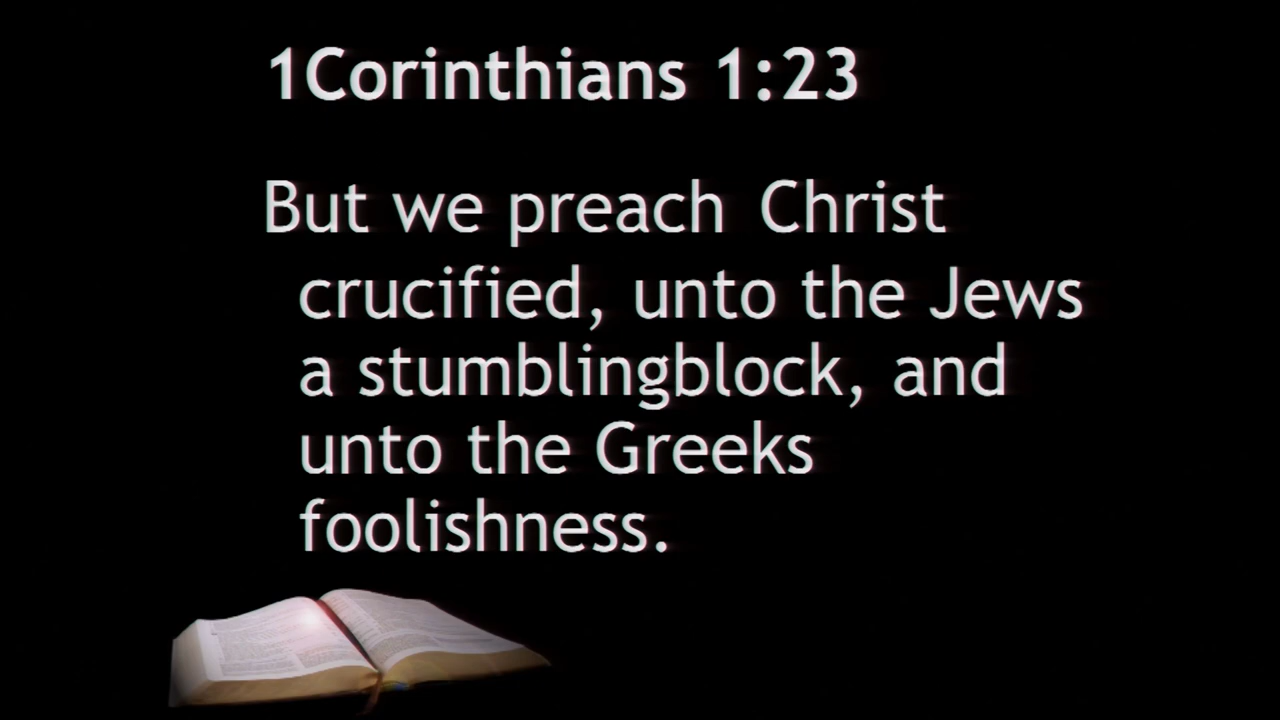 1Corinthians 1:23
But we preach Christ
crucified, unto the Jews
a stumblingblock, and
unto the Greeks
foolishness.